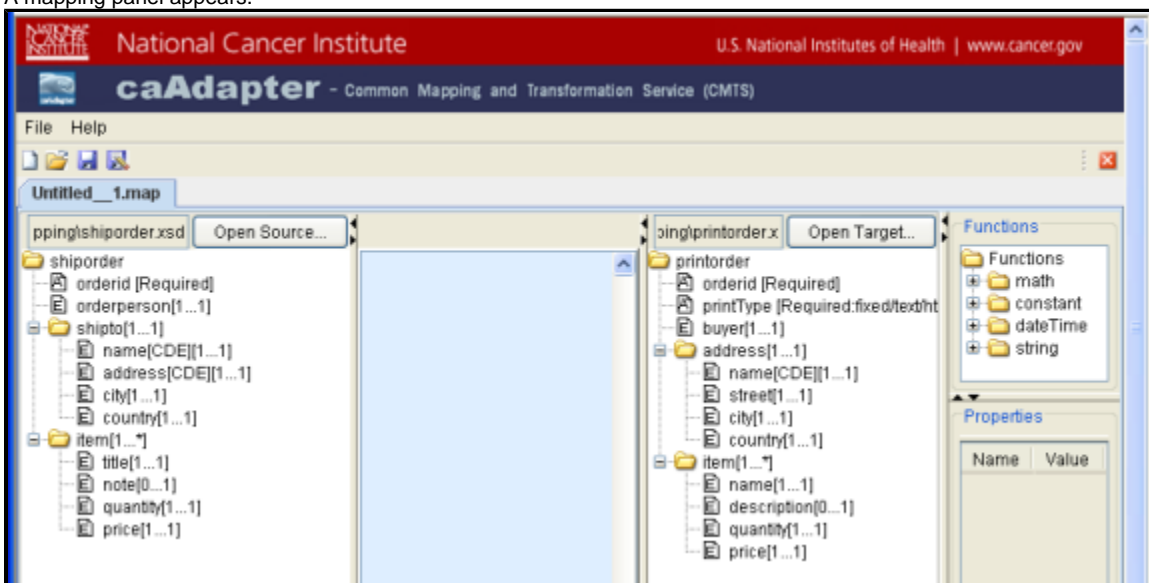 A mapping panel appears.
NATIONAL CANCER INSTITUTE
National Cancer Institute
U.S. National Institutes of Health | www.cancer.gov
caAdapter - Common Mapping and Transformation Service (CMTS)
File Help
Untitled__1.map
pping\shiporder.xsd Open Source...
shiporder
A orderid [Required]
E orderperson[1...1]
shipto[1...1]
E name[CDE][1...1]
E address[CDE][1...1]
E city[1...1]
E country[1...1]
item[1...*]
E title[1...1]
E note[0...1]
E quantity[1...1]
E price[1...1]
ping\printorder.x Open Target...
printorder
A orderid [Required]
A printType [Required:fixed/text/ht
E buyer[1...1]
address[1...1]
E name[CDE][1...1]
E street[1...1]
E city[1...1]
E country[1...1]
item[1...*]
E name[1...1]
E description[0...1]
E quantity[1...1]
E price[1...1]
Functions
Functions
math
constant
dateTime
string
Properties
Name Value